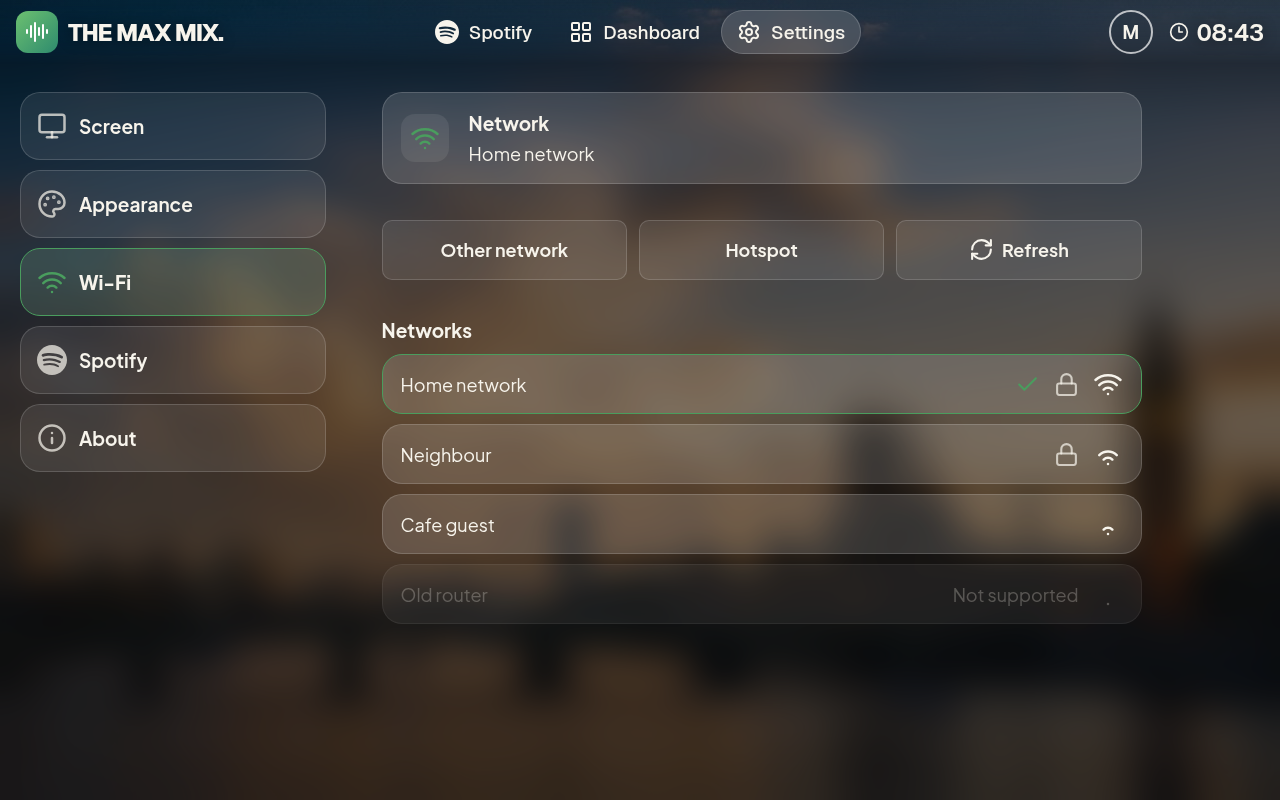 THE MAX MIX.
Spotify
Dashboard
Settings
M
08:43
Screen
Appearance
Wi-Fi
Spotify
About
Network
Home network
Other network
Hotspot
Refresh
Networks
Home network
Neighbour
Cafe guest
Old router
Not supported